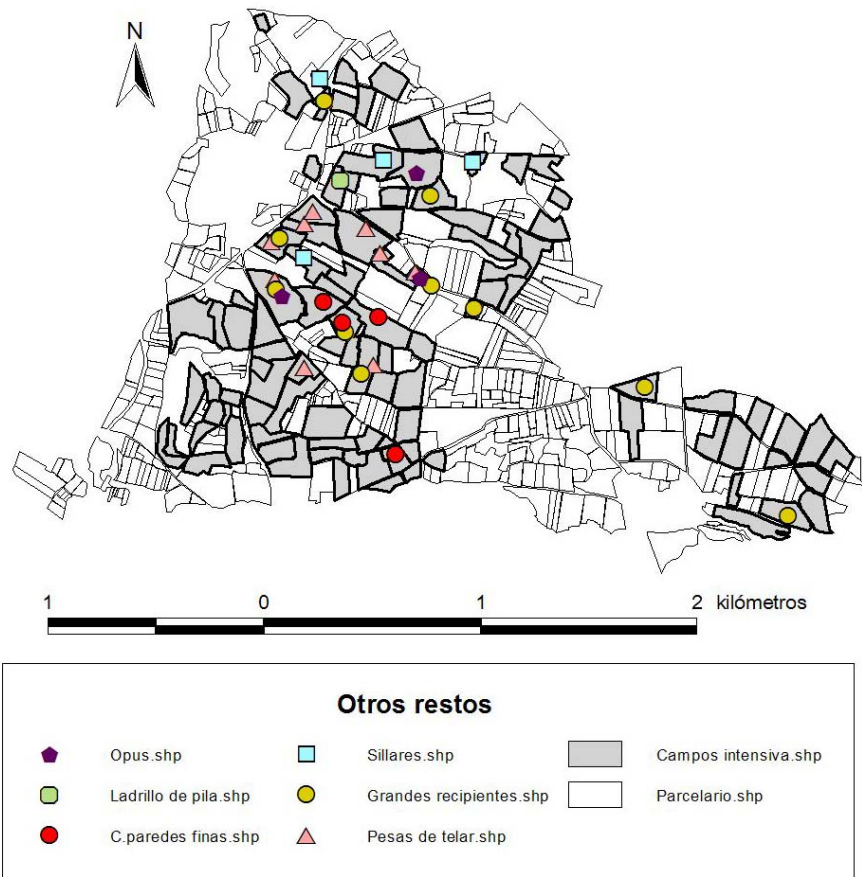 N
1 0 1 2 kilómetros
Otros restos
Opus.shp Sillares.shp Campos intensiva.shp
Ladrillo de pila.shp Grandes recipientes.shp Parcelario.shp
C.paredes finas.shp Pesas de telar.shp